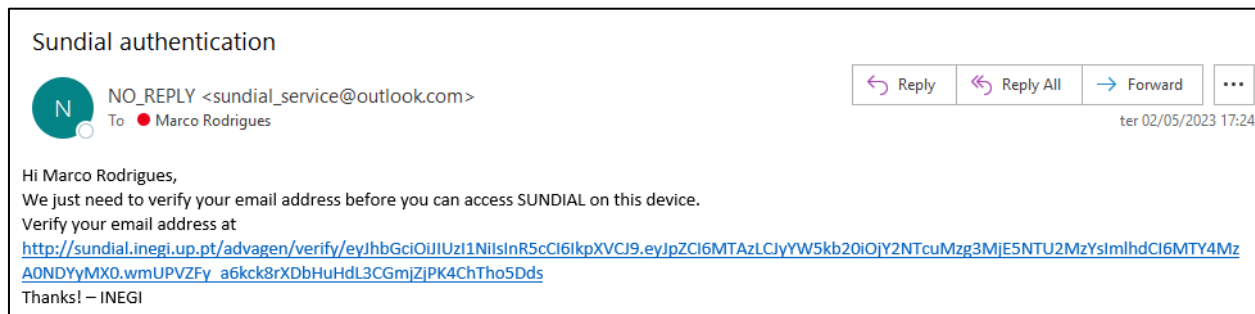 Sundial authentication
N
NO_REPLY <sundial_service@outlook.com>
To Marco Rodrigues
Reply
Reply All
Forward
ter 02/05/2023 17:24
Hi Marco Rodrigues,
We just need to verify your email address before you can access SUNDIAL on this device.
Verify your email address at
http://sundial.inegi.up.pt/advagen/verify/eyJhbGciOiJIUzI1NiIsInR5cCI6IkpXVCJ9.eyJpZCI6MTAzLCJyYW5kb20iOjY2NTcuMzg3MjE5NTU2MzYsImlhdCI6MTY4Mz
A0NDYyMX0.wmUPVZFy_a6kck8rXDbHuHdL3CGmjZjPK4ChTho5Dds
Thanks! – INEGI